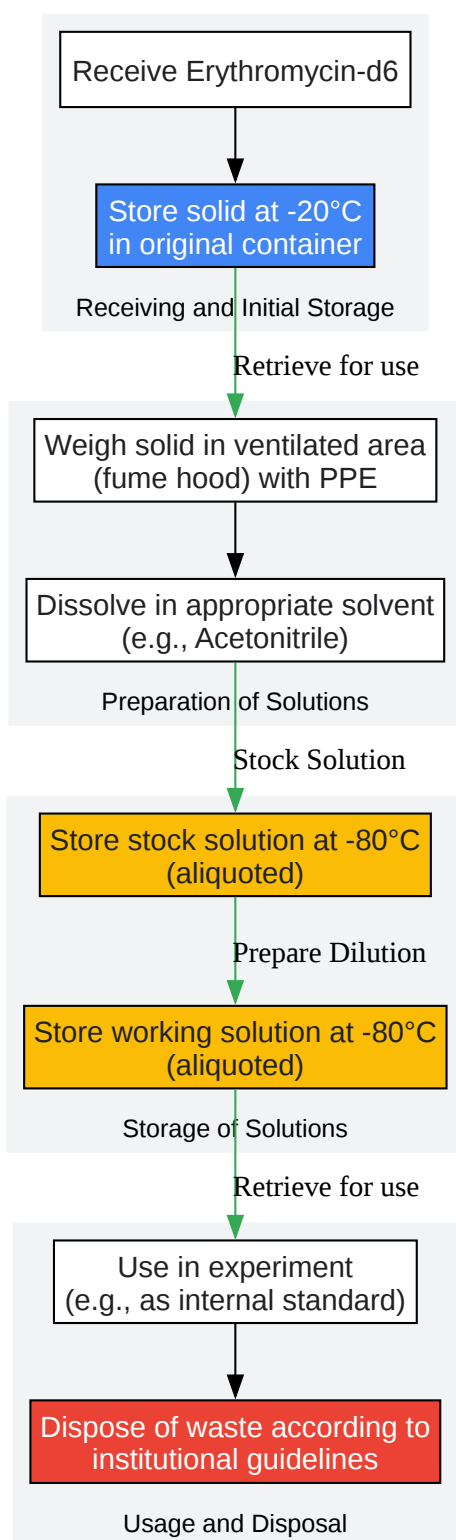 Receive Erythromycin-d6
Store solid at -20°C
in original container
Receiving and Initial Storage
Retrieve for use
Weigh solid in ventilated area
(fume hood) with PPE
Dissolve in appropriate solvent
(e.g., Acetonitrile)
Preparation of Solutions
Stock Solution
Store stock solution at -80°C
(aliquoted)
Prepare Dilution
Store working solution at -80°C
(aliquoted)
Storage of Solutions
Retrieve for use
Use in experiment
(e.g., as internal standard)
Dispose of waste according to
institutional guidelines
Usage and Disposal